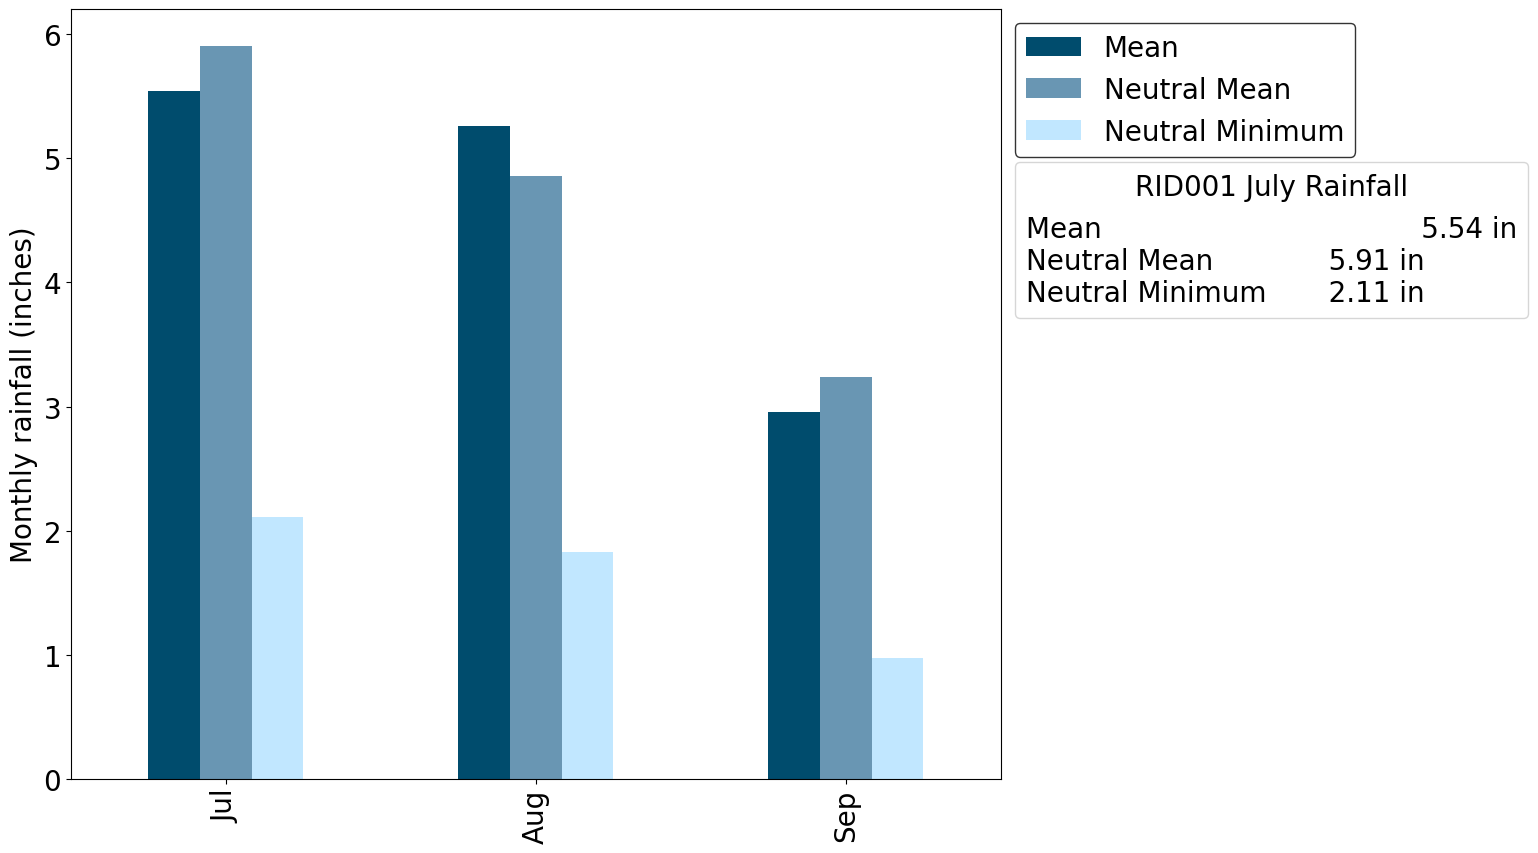 Monthly rainfall (inches)
6
5
4
3
2
1
0
Jul
Aug
Sep
Mean
Neutral Mean
Neutral Minimum
RID001 July Rainfall
Mean 5.54 in
Neutral Mean 5.91 in
Neutral Minimum 2.11 in